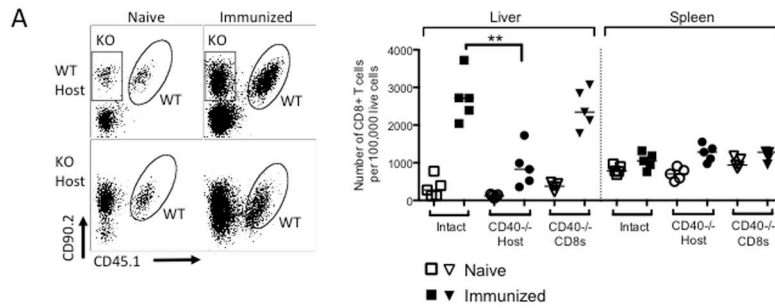 A
Naive
Immunized
WT
Host
KO
WT
KO
WT
KO
Host
WT
WT
CD90.2
CD45.1
Liver
Spleen
**
Number of CD8+ T cells
per 100,000 live cells
4000
3000
2000
1000
0
Intact
CD40-/-
Host
CD40-/-
CD8s
Intact
CD40-/-
Host
CD40-/-
CD8s
Naive
Immunized